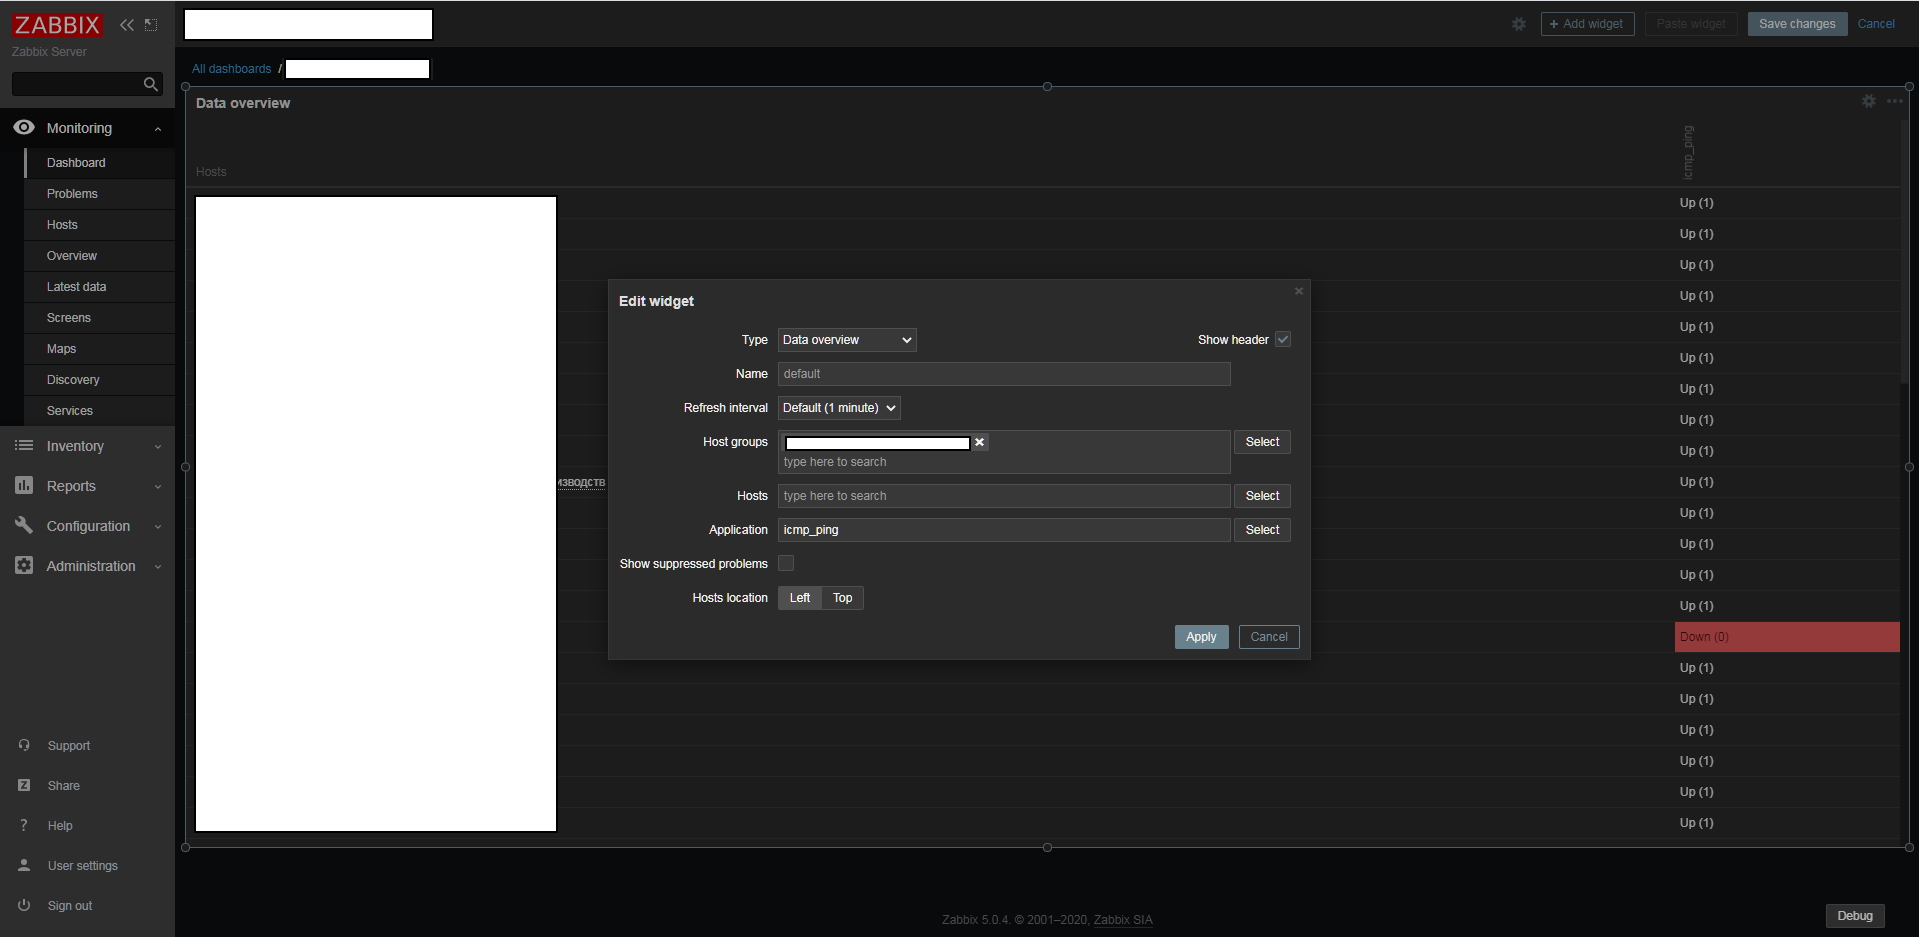 ZABBIX
Zabbix Server
+ Add widget
Paste widget
Save changes
Cancel
All dashboards /
Monitoring
Dashboard
Problems
Hosts
Overview
Latest data
Screens
Maps
Discovery
Services
Inventory
Reports
Configuration
Administration
Support
Share
Help
User settings
Sign out
Data overview
Hosts
icmp_ping
Up (1)
Up (1)
Up (1)
Up (1)
Up (1)
Up (1)
Up (1)
Up (1)
Up (1)
изводств
Up (1)
Up (1)
Up (1)
Up (1)
Up (1)
Down (0)
Up (1)
Up (1)
Up (1)
Up (1)
Up (1)
Up (1)
Edit widget
Type Data overview Show header
Name default
Refresh interval Default (1 minute)
Host groups Select
type here to search
Hosts type here to search Select
Application icmp_ping Select
Show suppressed problems
Hosts location Left Top
Apply Cancel
Zabbix 5.0.4. © 2001–2020, Zabbix SIA
Debug